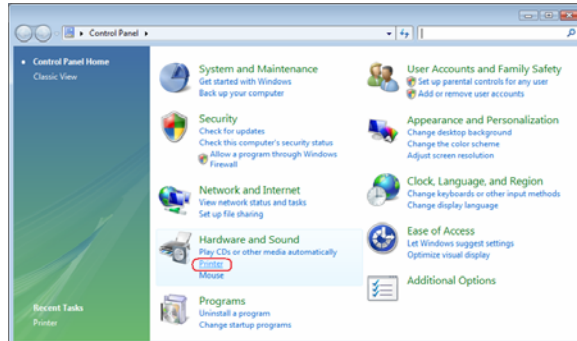 Control Panel
Control Panel Home
Classic View
Recent Tasks
Printer
System and Maintenance
Get started with Windows
Back up your computer
Security
Check for updates
Check this computer's security status
Allow a program through Windows
Firewall
Network and Internet
View network status and tasks
Set up file sharing
Hardware and Sound
Play CDs or other media automatically
Printer
Mouse
Programs
Uninstall a program
Change startup programs
User Accounts and Family Safety
Set up parental controls for any user
Add or remove user accounts
Appearance and Personalization
Change desktop background
Change the color scheme
Adjust screen resolution
Clock, Language, and Region
Change keyboards or other input methods
Change display language
Ease of Access
Let Windows suggest settings
Optimize visual display
Additional Options